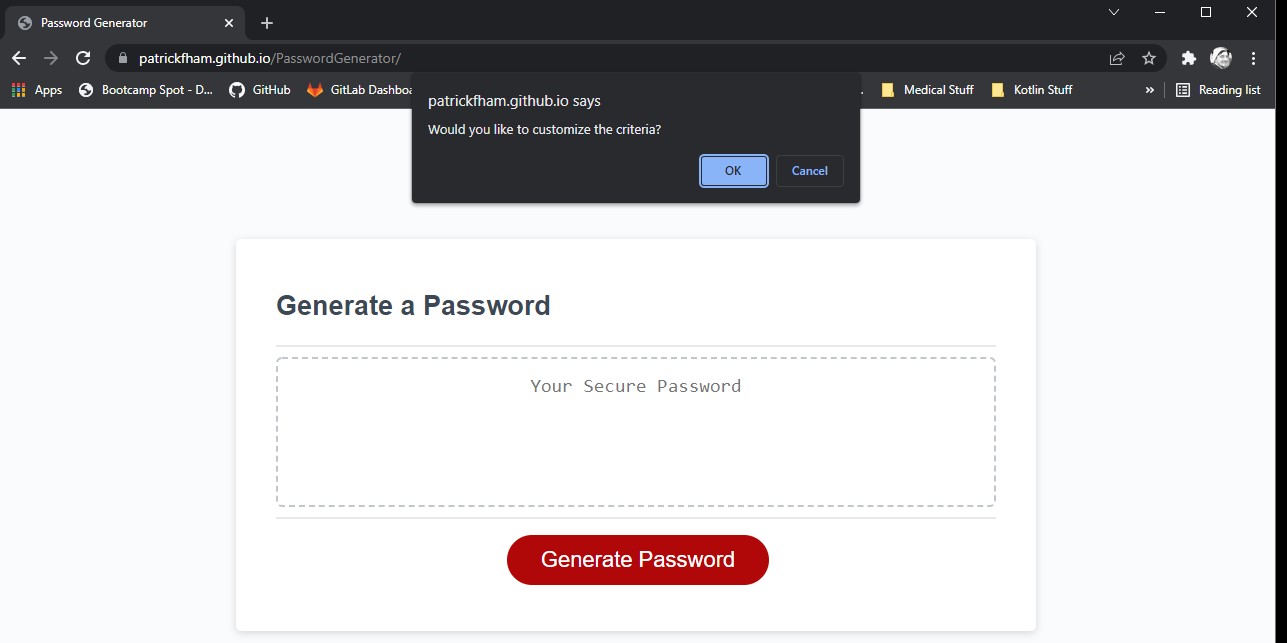 Password Generator
patrickfham.github.io/PasswordGenerator/
Apps Bootcamp Spot - D... GitHub GitLab Medical Stuff Kotlin Stuff » Reading list
patrickfham.github.io says
Would you like to customize the criteria?
OK Cancel
Generate a Password
Your Secure Password
Generate Password